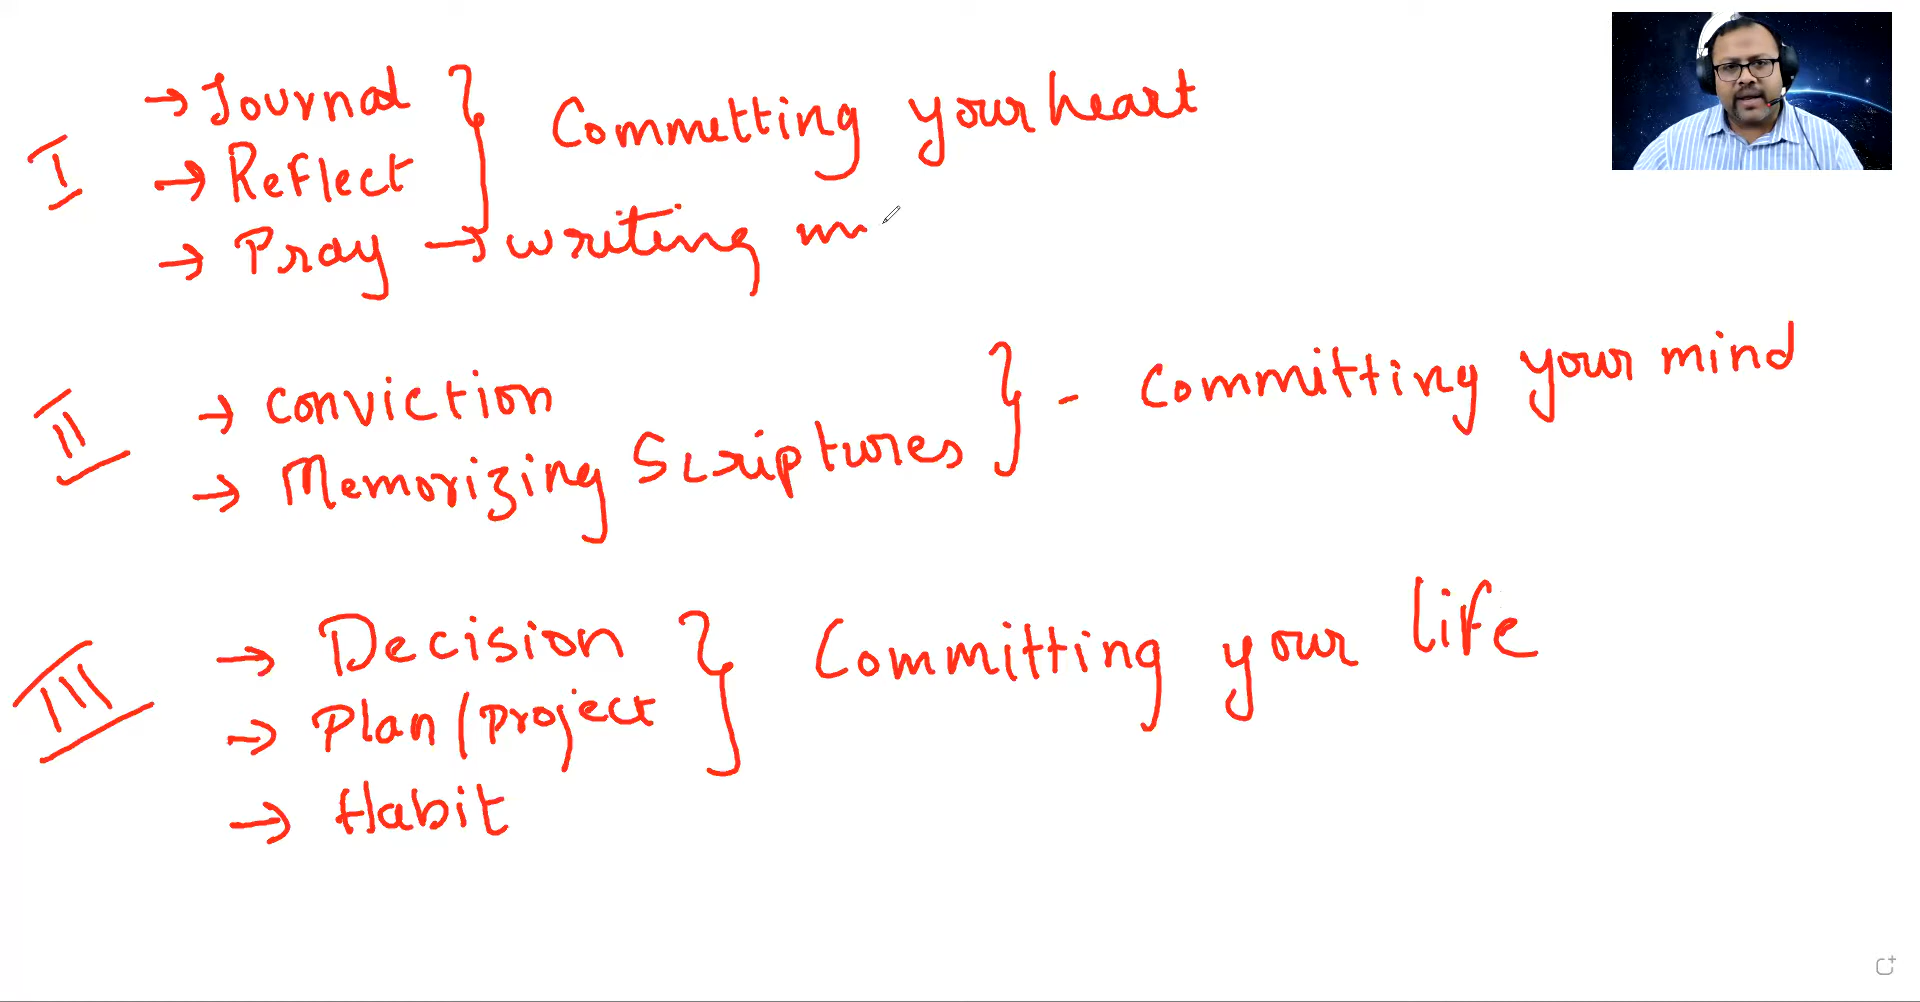 I
→ Journal
→ Reflect
→ Pray → writing
Committing your heart
II
→ conviction
→ Memorizing Scriptures
- Committing your mind
III
→ Decision
→ Plan/Project
→ Habit
Committing your life